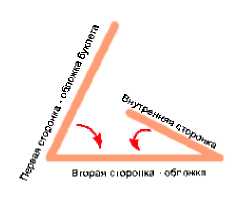 Первая сторонка - обложка буклета
Внутренняя сторонка
Вторая сторонка - обложка